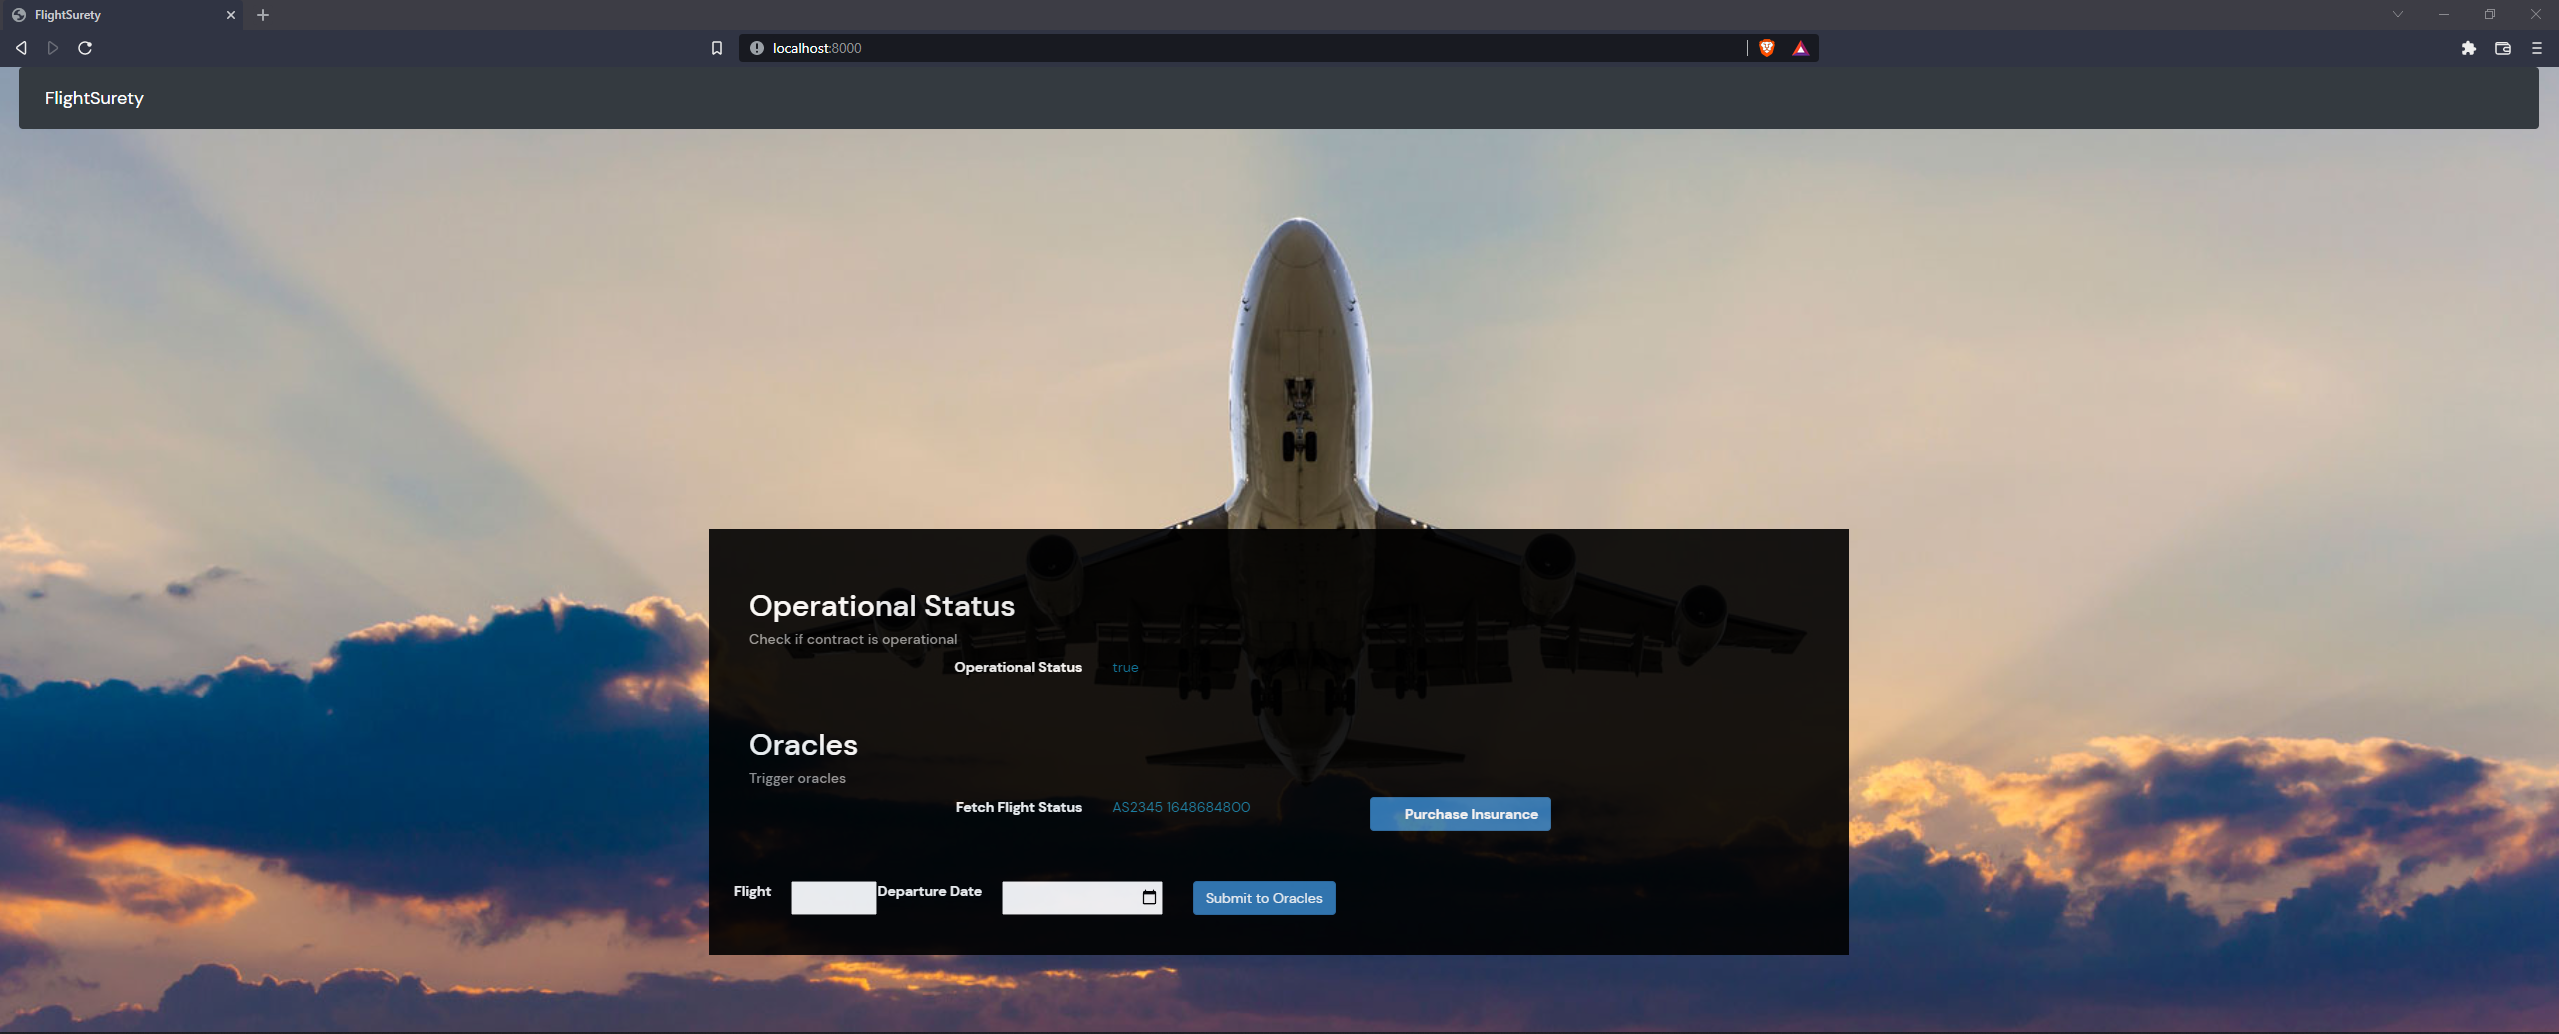 FlightSurety
localhost:8000
FlightSurety
Operational Status
Check if contract is operational
Operational Status true
Oracles
Trigger oracles
Fetch Flight Status AS2345 1648684800 Purchase Insurance
Flight Departure Date Submit to Oracles